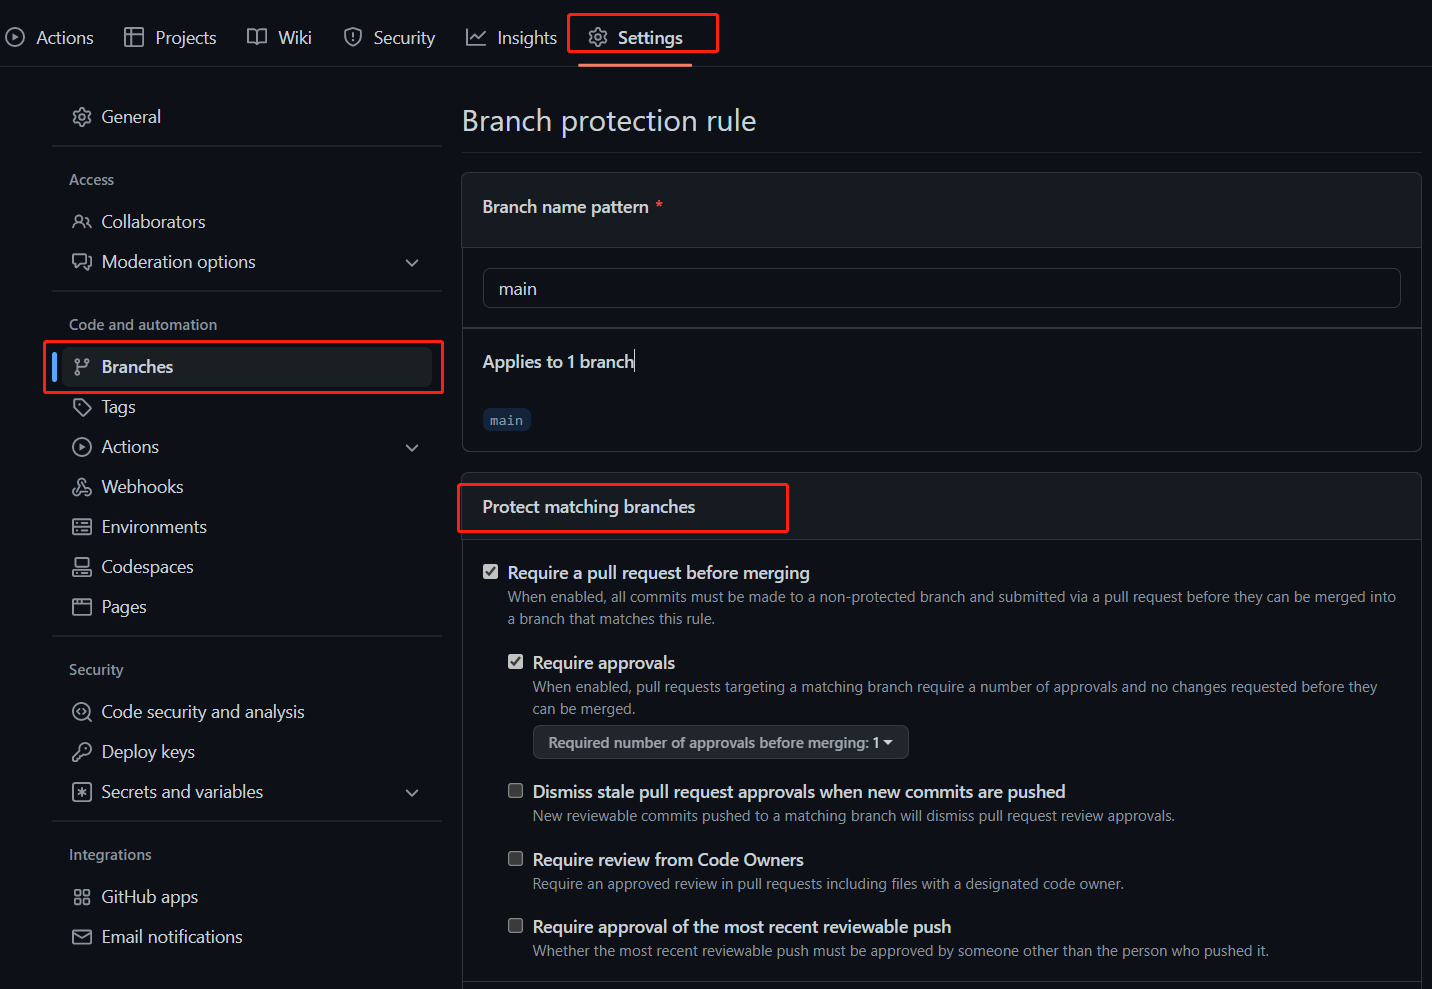 Actions
Projects
Wiki
Security
Insights
Settings
General
Access
Collaborators
Moderation options
Code and automation
Branches
Tags
Actions
Webhooks
Environments
Codespaces
Pages
Security
Code security and analysis
Deploy keys
Secrets and variables
Integrations
GitHub apps
Email notifications
Branch protection rule
Branch name pattern *
main
Applies to 1 branch
main
Protect matching branches
Require a pull request before merging
When enabled, all commits must be made to a non-protected branch and submitted via a pull request before they can be merged into
a branch that matches this rule.
Require approvals
When enabled, pull requests targeting a matching branch require a number of approvals and no changes requested before they
can be merged.
Required number of approvals before merging: 1
Dismiss stale pull request approvals when new commits are pushed
New reviewable commits pushed to a matching branch will dismiss pull request review approvals.
Require review from Code Owners
Require an approved review in pull requests including files with a designated code owner.
Require approval of the most recent reviewable push
Whether the most recent reviewable push must be approved by someone other than the person who pushed it.